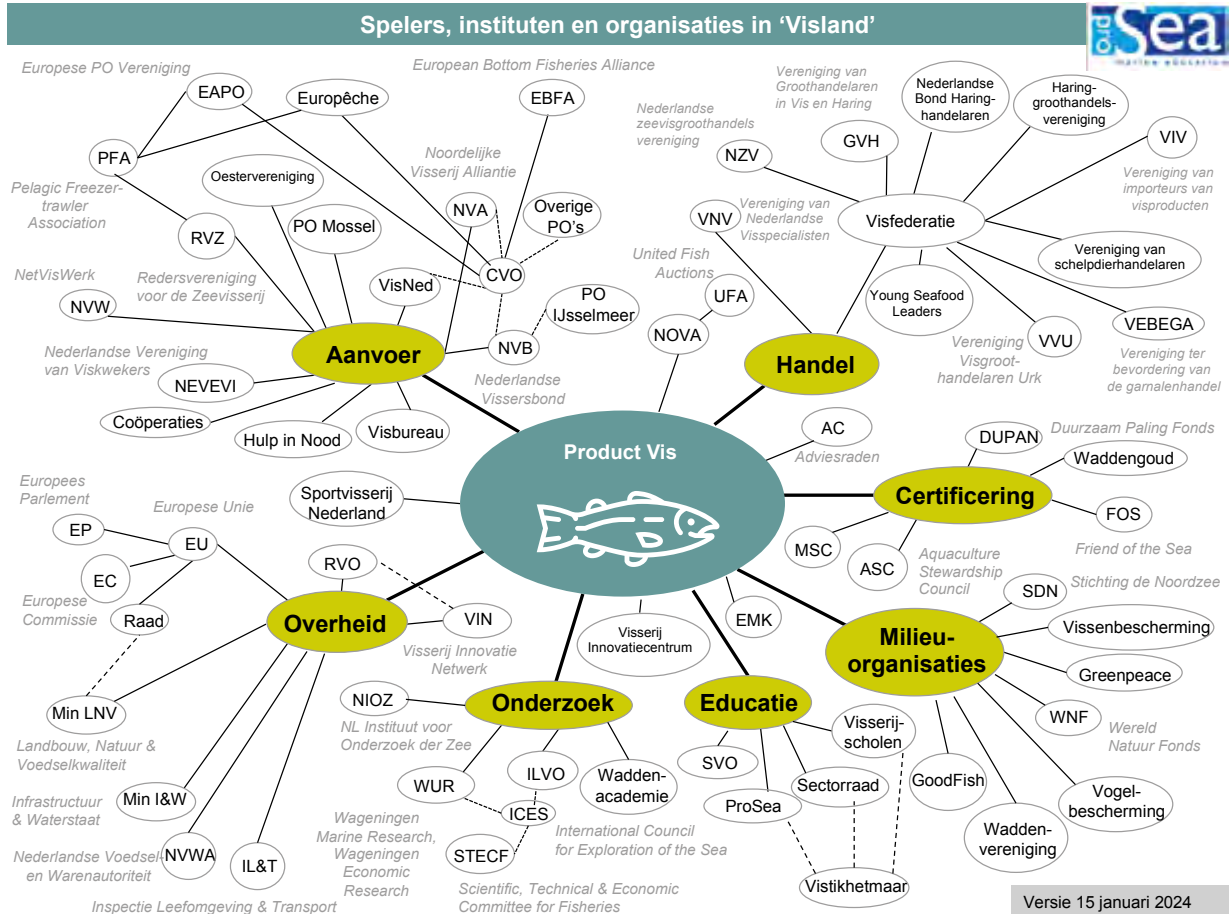 Spelers, instituten en organisaties in ‘Visland’
pro
Sea
marine education
Europese PO Vereniging
EAPO
Europêche
European Bottom Fisheries Alliance
EBFA
PFA
Pelagic Freezer-
trawler
Association
Oestervereniging
Noordelijke
Visserij Alliantie
NVA
Overige
PO’s
RVZ
PO Mossel
Redersvereniging
voor de Zeevisserij
NetVisWerk
NVW
VisNed
CVO
PO
IJsselmeer
NVB
Nederlandse
Vissersbond
Aanvoer
Nederlandse Vereniging
van Viskwekers
NEVEVI
Coöperaties
Hulp in Nood
Visbureau
Nederlandse
zeevisgroothandels
vereniging
NZV
Vereniging van
Groothandelaren
in Vis en Haring
GVH
Nederlandse
Bond Haring-
handelaren
Haring-
groothandels-
vereniging
VIV
Vereniging van
importeurs van
visproducten
VNV
Vereniging van
Nederlandse
Visspecialisten
Visfederatie
United Fish
Auctions
UFA
NOVA
Young Seafood
Leaders
Vereniging van
schelpdierhandelaren
Handel
VVU
Vereniging
Visgroot-
handelaren Urk
VEBEGA
Vereniging ter
bevordering van
de garnalenhandel
Product Vis
AC
Adviesraden
DUPAN
Duurzaam Paling Fonds
Waddengoud
Certificering
FOS
Friend of the Sea
MSC
ASC
Aquaculture
Stewardship
Council
Sportvisserij
Nederland
Europees
Parlement
EP
Europese Unie
EU
EC
Europese
Commissie
Raad
RVO
Overheid
VIN
Visserij Innovatie
Netwerk
Min LNV
Landbouw, Natuur &
Voedselkwaliteit
Min I&W
Infrastructuur
& Waterstaat
NVWA
Nederlandse Voedsel-
en Warenautoriteit
IL&T
Inspectie Leefomgeving & Transport
Visserij
Innovatiecentrum
EMK
NIOZ
NL Instituut voor
Onderzoek der Zee
Onderzoek
WUR
Wageningen
Marine Research,
Wageningen
Economic
Research
ILVO
ICES
STECF
Wadden-
academie
International Council
for Exploration of the Sea
Scientific, Technical & Economic
Committee for Fisheries
Educatie
SVO
ProSea
Sectorraad
Visserij-
scholen
Vistikhetmaar
Milieu-
organisaties
SDN
Stichting de Noordzee
Vissenbescherming
Greenpeace
WNF
Wereld
Natuur Fonds
GoodFish
Wadden-
vereniging
Vogel-
bescherming
Versie 15 januari 2024